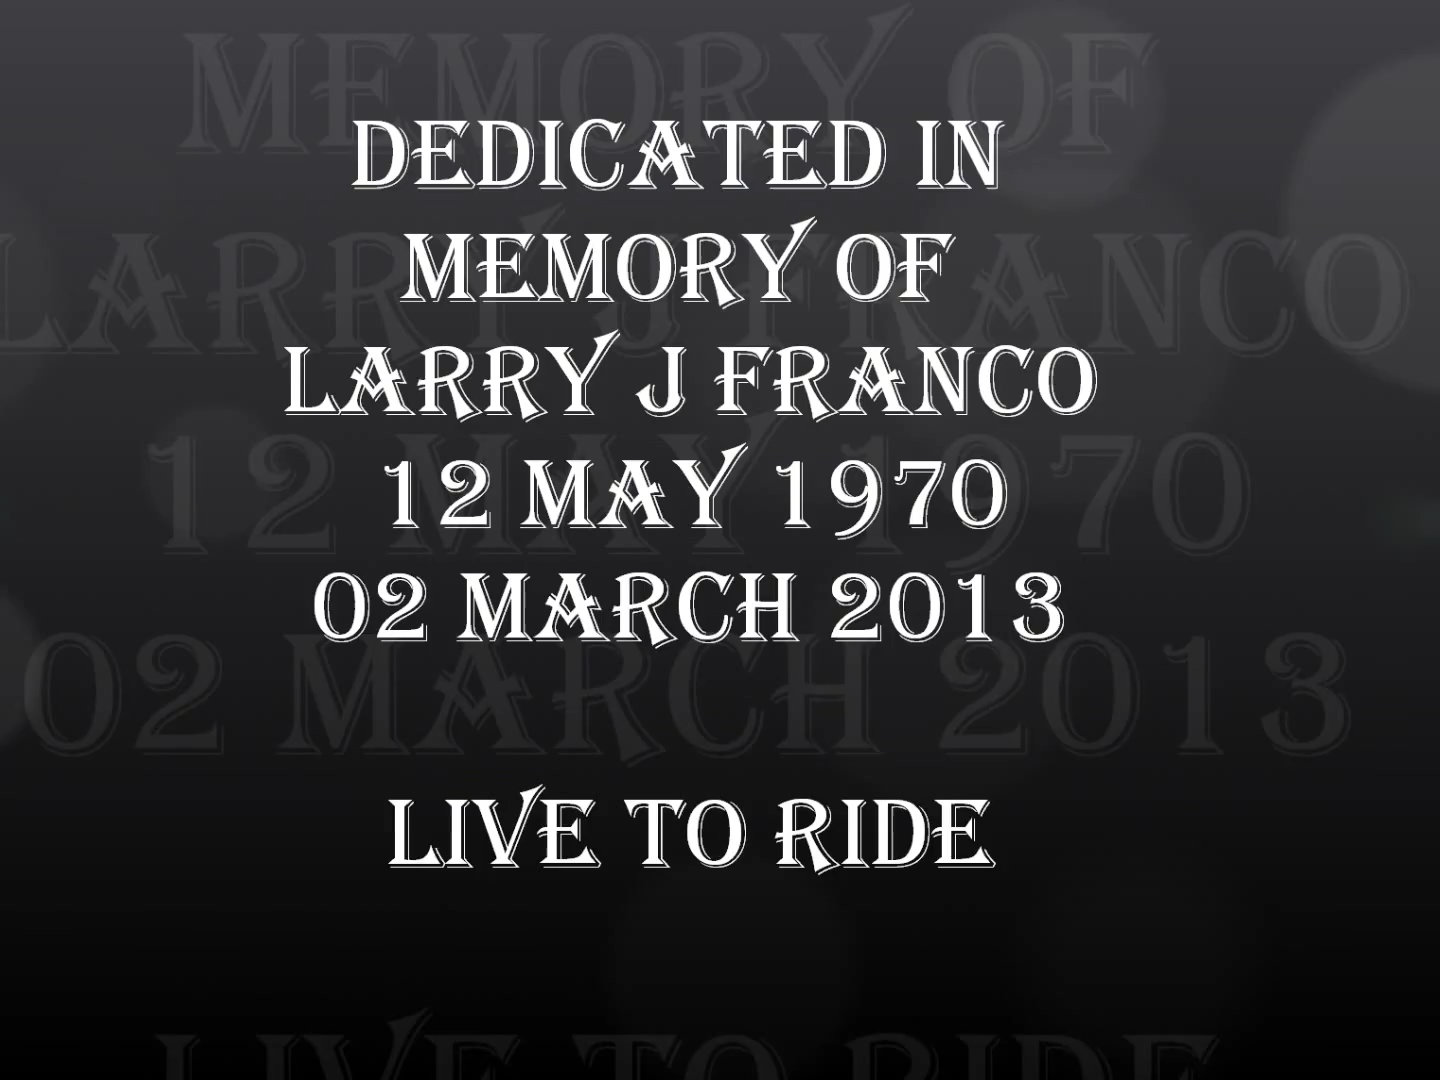 DEDICATED IN
MEMORY OF
LARRY J FRANCO
12 MAY 1970
02 MARCH 2013
LIVE TO RIDE